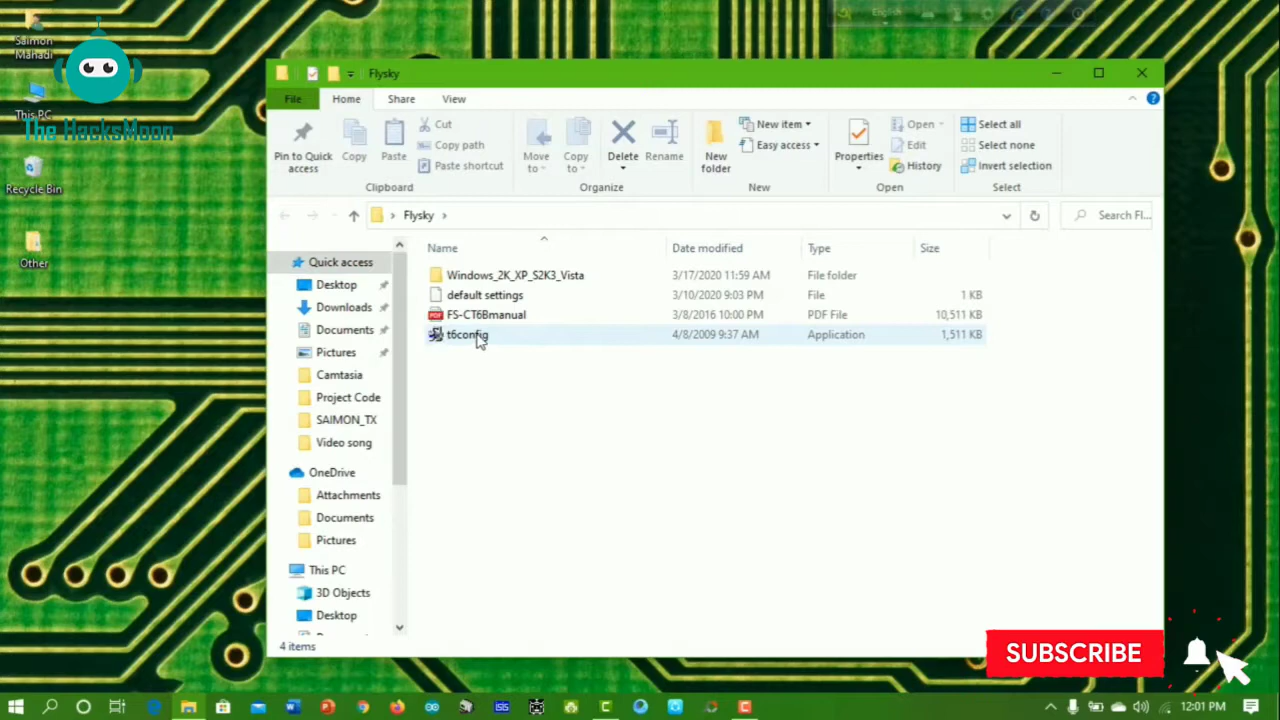 English
Saimon
Mahadi
This PC
The HacksMoon
Recycle Bin
Other
Flysky
File
Home
Share
View
Pin to Quick
access
Copy
Paste
Cut
Copy path
Paste shortcut
Clipboard
Move
to
Copy
to
Delete
Rename
Organize
New
folder
New item
Easy access
New
Properties
Open
Edit
History
Open
Select all
Select none
Invert selection
Select
Flysky
Search Fl...
Quick access
Desktop
Downloads
Documents
Pictures
Camtasia
Project Code
SAIMON_TX
Video song
OneDrive
Attachments
Documents
Pictures
This PC
3D Objects
Desktop
Name Date modified Type Size
Windows_2K_XP_S2K3_Vista 3/17/2020 11:59 AM File folder
default settings 3/10/2020 9:03 PM File 1 KB
FS-CT6Bmanual 3/8/2016 10:00 PM PDF File 10,511 KB
t6config 4/8/2009 9:37 AM Application 1,511 KB
4 items
SUBSCRIBE
12:01 PM